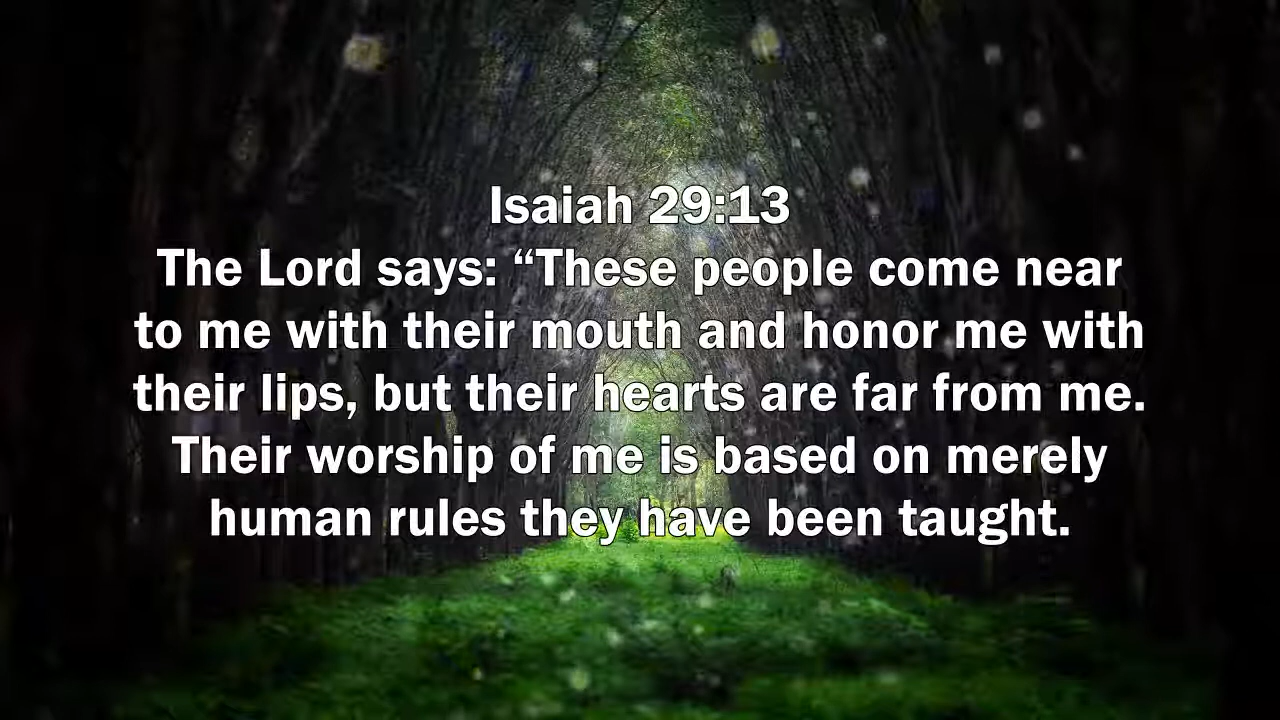 Isaiah 29:13
The Lord says: “These people come near
to me with their mouth and honor me with
their lips, but their hearts are far from me.
Their worship of me is based on merely
human rules they have been taught.